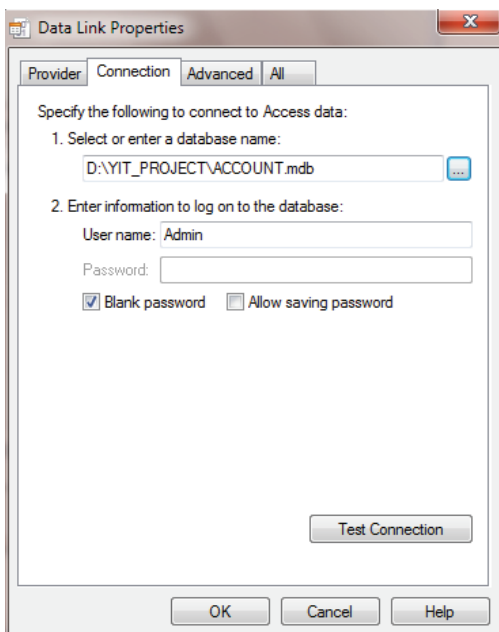 Data Link Properties
Provider Connection Advanced All
Specify the following to connect to Access data:
1. Select or enter a database name:
D:\YIT_PROJECT\ACCOUNT.mdb ...
2. Enter information to log on to the database:
User name: Admin
Password:
Blank password Allow saving password
Test Connection
OK Cancel Help